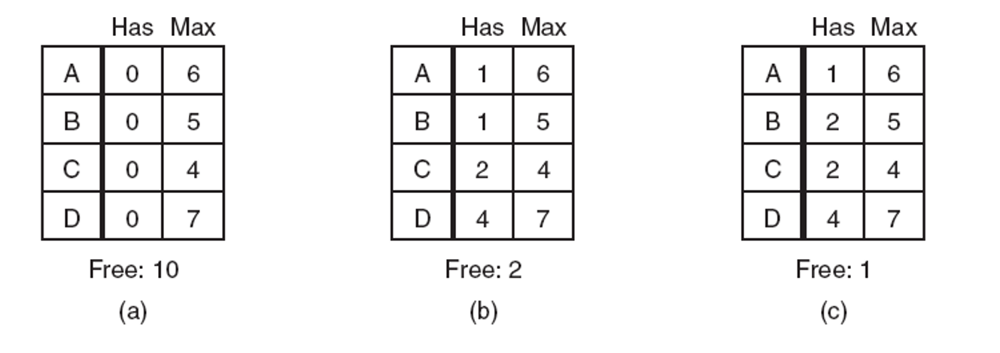 Has Max
A 0 6
B 0 5
C 0 4
D 0 7
Free: 10
(a)
Has Max
A 1 6
B 1 5
C 2 4
D 4 7
Free: 2
(b)
Has Max
A 1 6
B 2 5
C 2 4
D 4 7
Free: 1
(c)